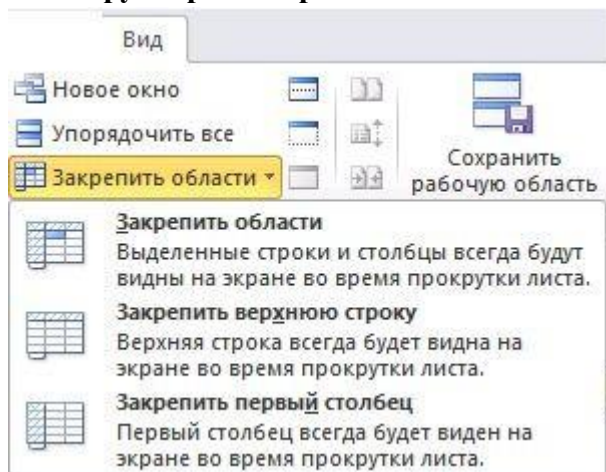 Вид
Новое окно
Упорядочить все
Закрепить области
Сохранить
рабочую область
Закрепить области
Выделенные строки и столбцы всегда будут
видны на экране во время прокрутки листа.
Закрепить верхнюю строку
Верхняя строка всегда будет видна на
экране во время прокрутки листа.
Закрепить первый столбец
Первый столбец всегда будет виден на
экране во время прокрутки листа.